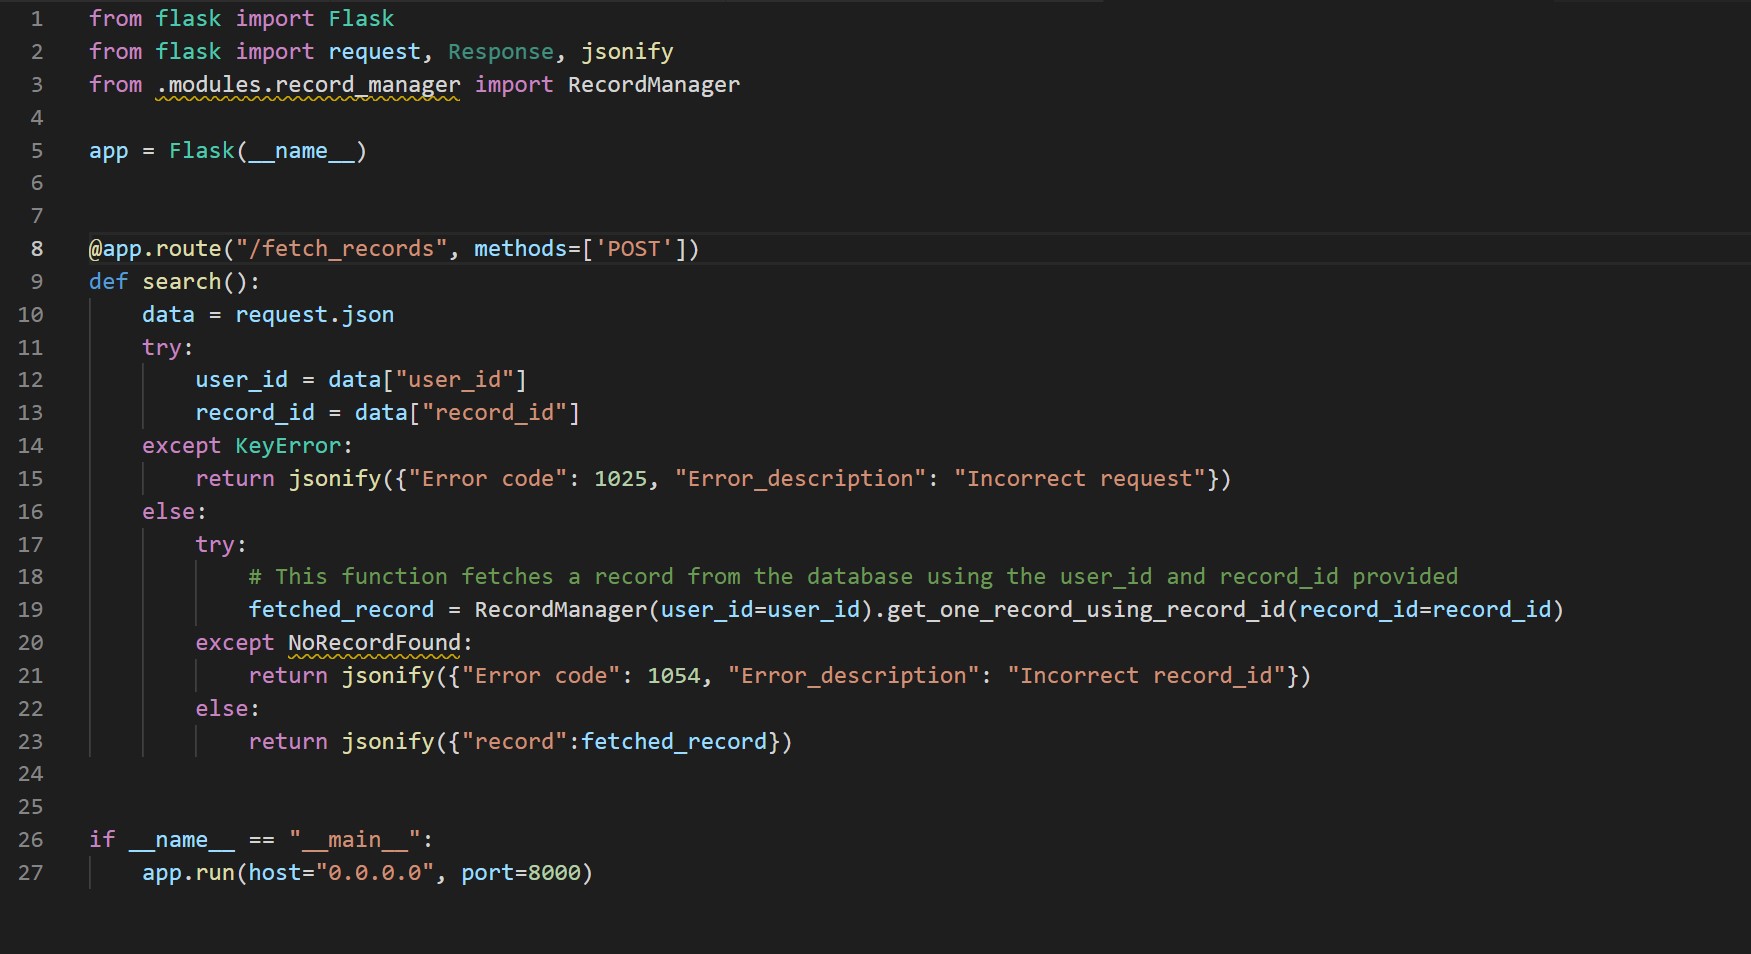 1 from flask import Flask
2 from flask import request, Response, jsonify
3 from .modules.record_manager import RecordManager
4
5 app = Flask(__name__)
6
7
8 @app.route("/fetch_records", methods=['POST'])
9 def search():
10     data = request.json
11     try:
12         user_id = data["user_id"]
13         record_id = data["record_id"]
14     except KeyError:
15         return jsonify({"Error code": 1025, "Error_description": "Incorrect request"})
16     else:
17         try:
18             # This function fetches a record from the database using the user_id and record_id provided
19             fetched_record = RecordManager(user_id=user_id).get_one_record_using_record_id(record_id=record_id)
20         except NoRecordFound:
21             return jsonify({"Error code": 1054, "Error_description": "Incorrect record_id"})
22         else:
23             return jsonify({"record":fetched_record})
24
25
26 if __name__ == "__main__":
27     app.run(host="0.0.0.0", port=8000)